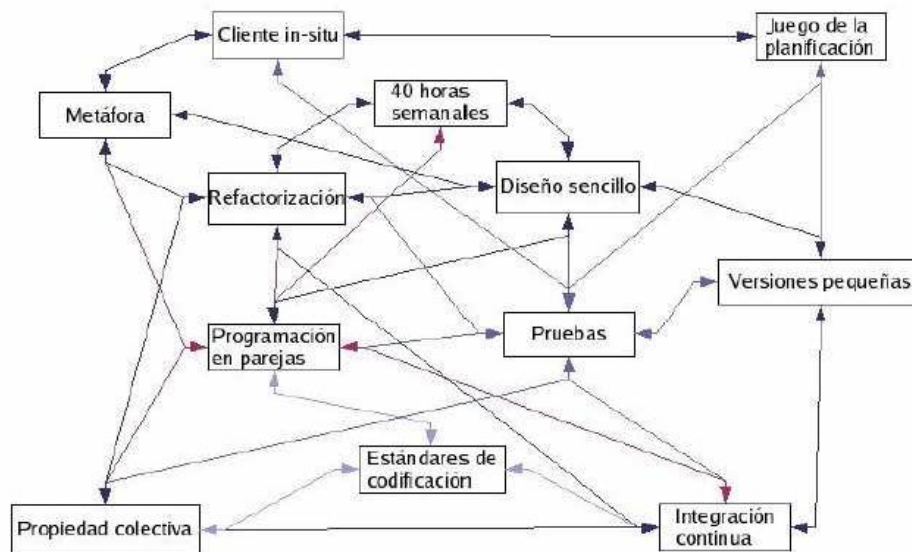 Cliente in-situ
Juego de la
planificación
40 horas
semanales
Metáfora
Refactorización
Diseño sencillo
Versiones pequeñas
Programación
en parejas
Pruebas
Estándares de
codificación
Propiedad colectiva
Integración
contínua